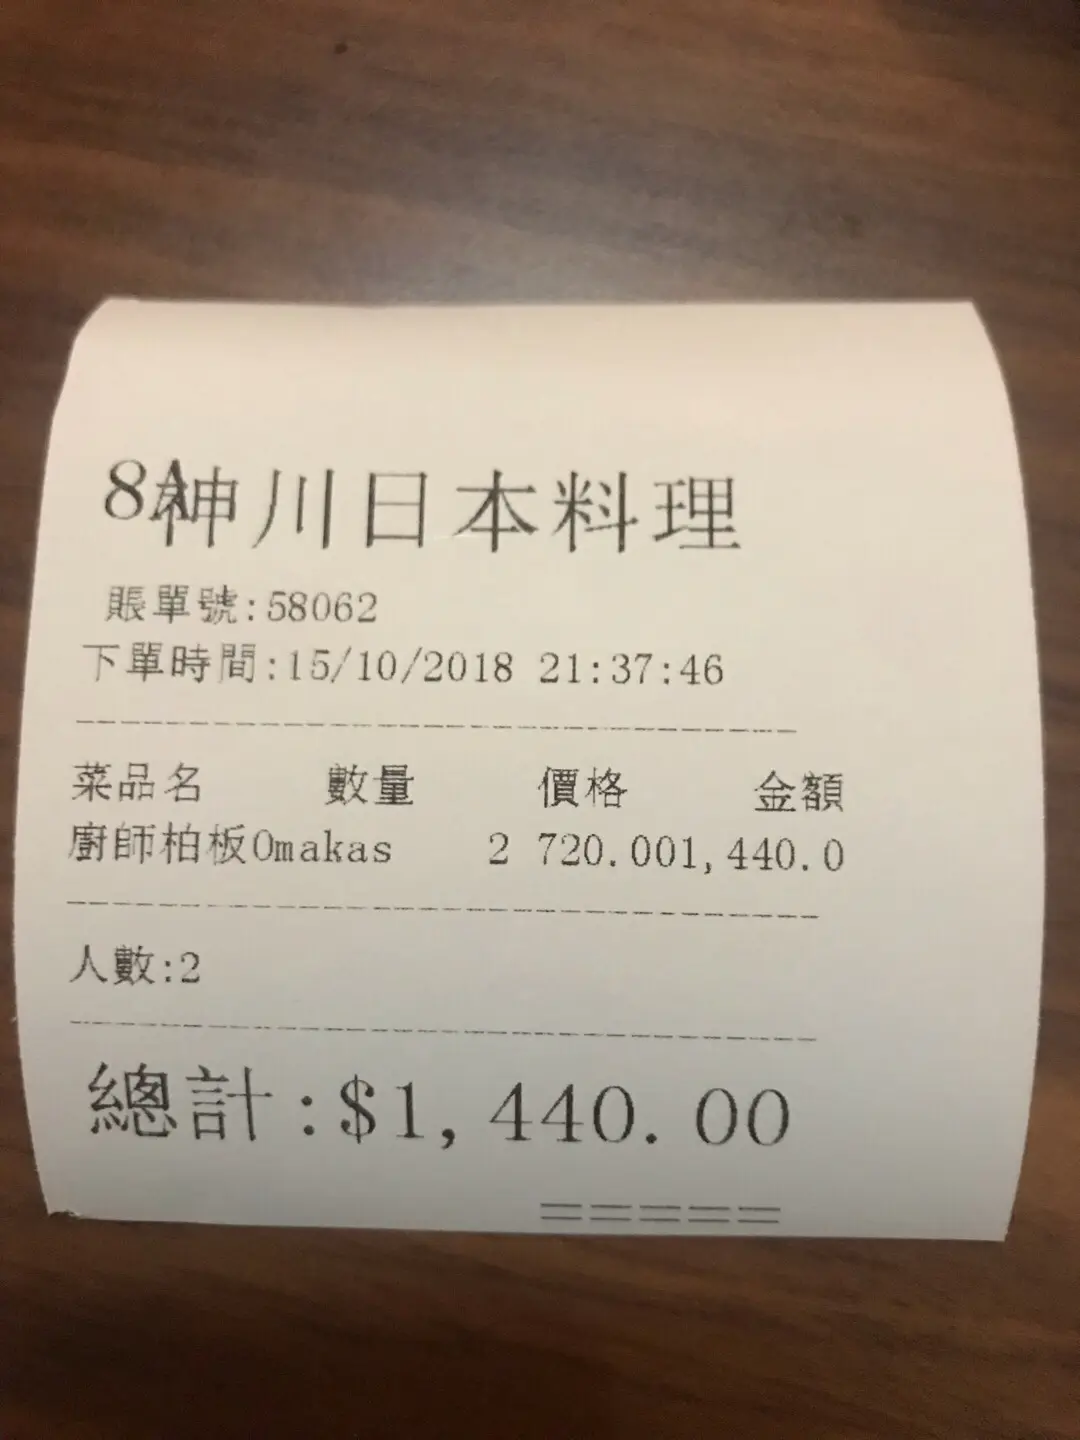 8A神川日本料理
賬單號:58062
下單時間:15/10/2018 21:37:46
菜品名 數量 價格 金額
廚師柏板Omakas 2 720.001,440.0
人數:2
總計:$1,440.00
=====